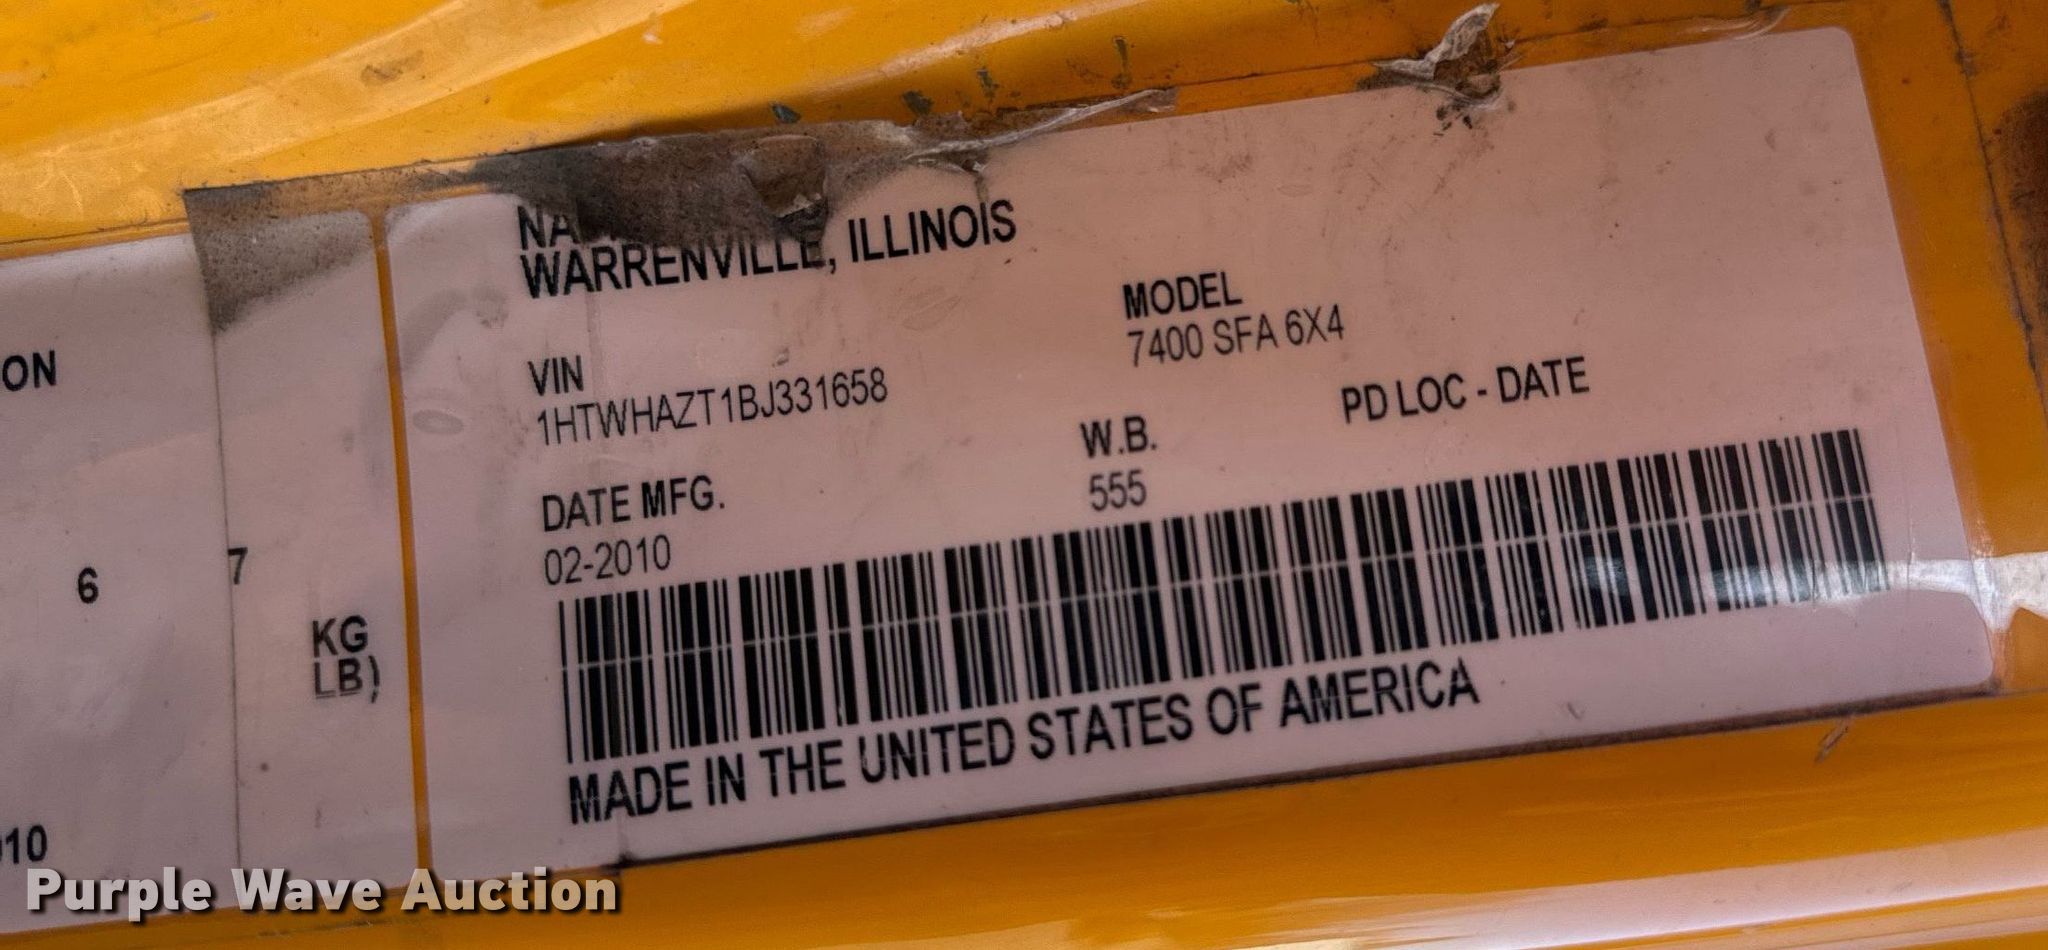 ON
6 7
KG
LB)
10
WARRENVILLE, ILLINOIS
MODEL
7400 SFA 6X4
VIN
1HTWHAZT1BJ331658
PD LOC - DATE
W.B.
555
DATE MFG.
02-2010
MADE IN THE UNITED STATES OF AMERICA
Purple Wave Auction